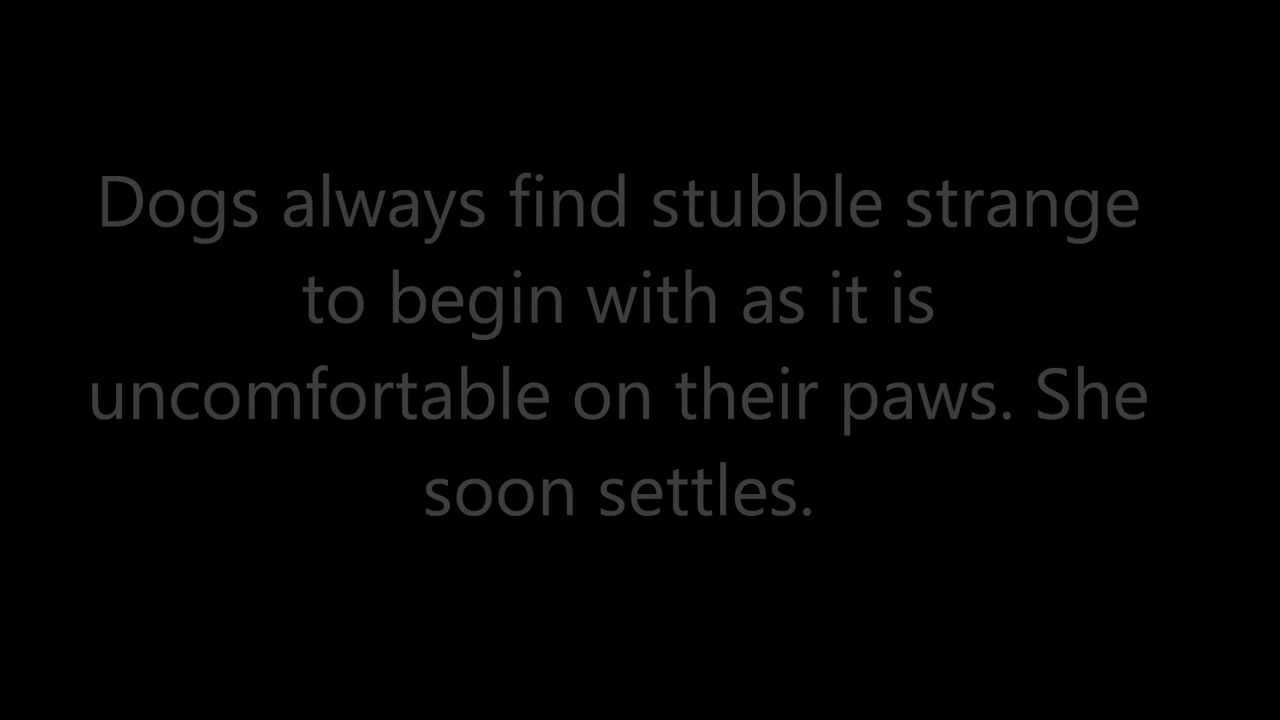 Dogs always find stubble strange
to begin with as it is
uncomfortable on their paws. She
soon settles.